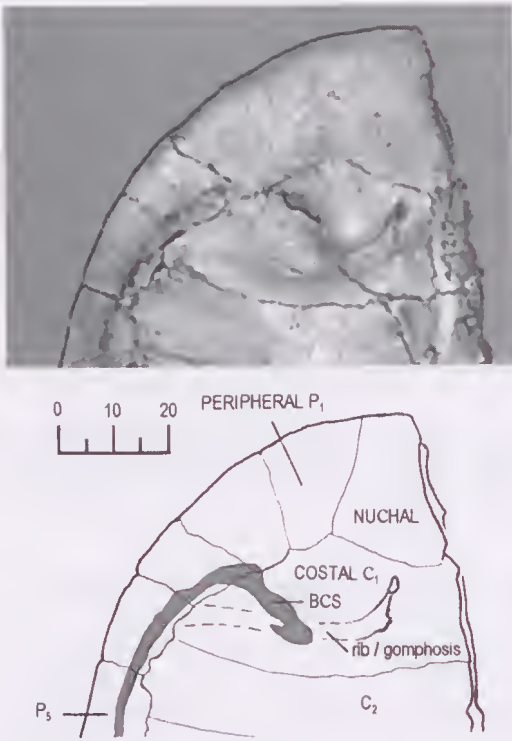 0 10 20
PERIPHERAL P₁
NUCHAL
COSTAL C₁
BCS
rib / gomphosis
C₂
P₅